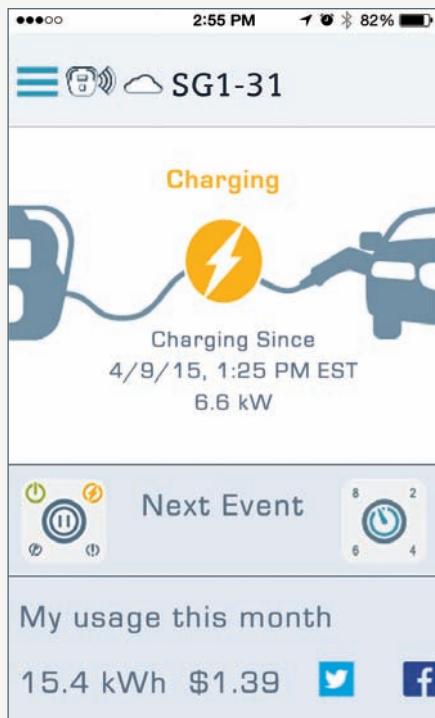 2:55 PM 82%
SG1-31
Charging
Charging Since
4/9/15, 1:25 PM EST
6.6 kW
Next Event
8 2
6 4
My usage this month
15.4 kWh $1.39